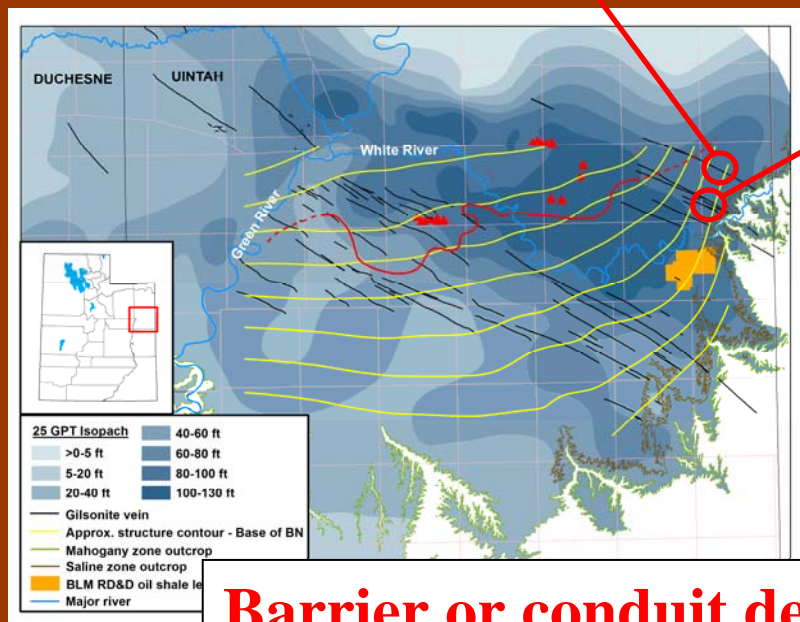 DUCHESNE
UINTAH
White River
Green River
25 GPT Isopach
>0-5 ft
5-20 ft
20-40 ft
40-60 ft
60-80 ft
80-100 ft
100-130 ft
Gilsonite vein
Approx. structure contour - Base of BN
Mahogany zone outcrop
Saline zone outcrop
BLM RD&D oil shale le
Major river
Barrier or conduit de